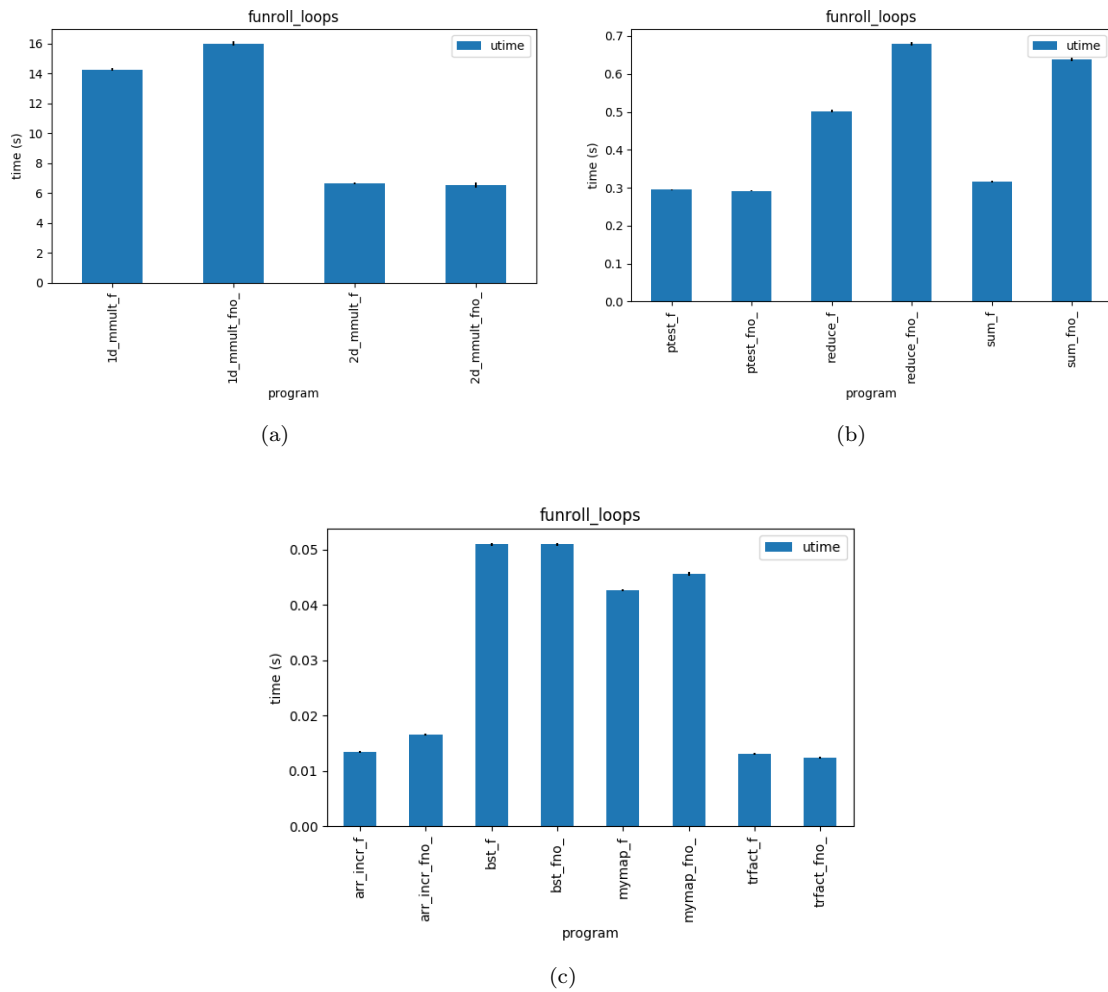 funroll_loops
utime
16
14
12
10
8
6
4
2
0
time (s)
1d_mmult_f
1d_mmult_fno_
2d_mmult_f
2d_mmult_fno_
program
(a)
funroll_loops
utime
0.7
0.6
0.5
0.4
0.3
0.2
0.1
0.0
time (s)
ptest_f
ptest_fno_
reduce_f
reduce_fno_
sum_f
sum_fno_
program
(b)
funroll_loops
utime
0.05
0.04
0.03
0.02
0.01
0.00
time (s)
arr_incr_f
arr_incr_fno_
bst_f
bst_fno_
mymap_f
mymap_fno_
trfact_f
trfact_fno_
program
(c)